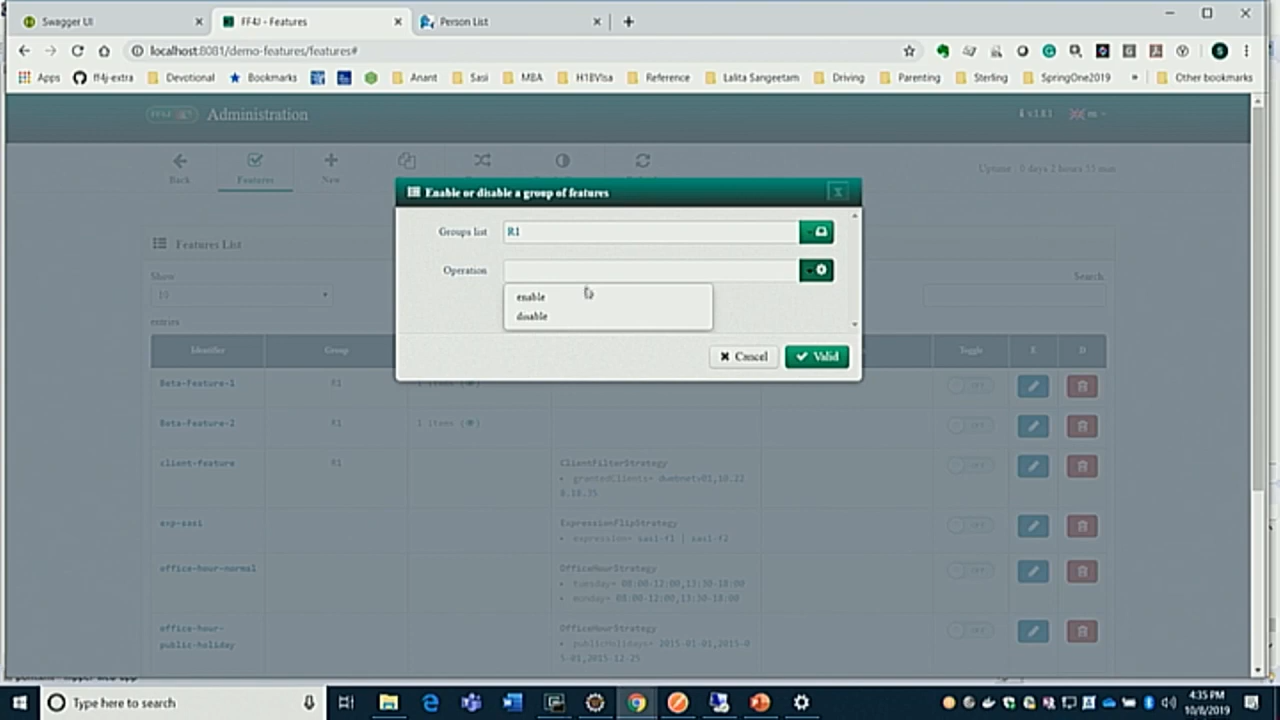 Swagger UI
FF4J - Features
Person List
localhost:8081/demo-features/features#
Apps
ff4j-extra
Devotional
Bookmarks
Anant
Sasi
MBA
H1BVisa
Reference
Lalita Sangeetam
Driving
Parenting
Sterling
SpringOne2019
»
Other bookmarks
FF4J
Administration
v1.8.1
en
Back
Features
New
Uptime : 0 days 2 hours 55 min
Enable or disable a group of features
X
Groups list
R1
Operation
enable
disable
Cancel
Valid
Features List
Show
10
entries
Search:
Identifier
Group
Toggle
E
D
Beta-Feature-1
R1
1 items
OFF
Beta-Feature-2
R1
1 items
OFF
client-feature
R1
ClientFilterStrategy
• grantedClients=
OFF
8.18.35
exp-sasi
ExpressionFlipStrategy
• expression= sasi-f1 | sasi-f2
OFF
office-hour-normal
OfficeHourStrategy
• tuesday= 08:00-12:00,13:30-18:00
• monday= 08:00-12:00,13:30-18:00
OFF
office-hour-
public-holiday
OfficeHourStrategy
• publicHolidays= 2015-01-01,2015-0
5-01,2015-12-25
OFF
Type here to search
4:35 PM
10/8/2019